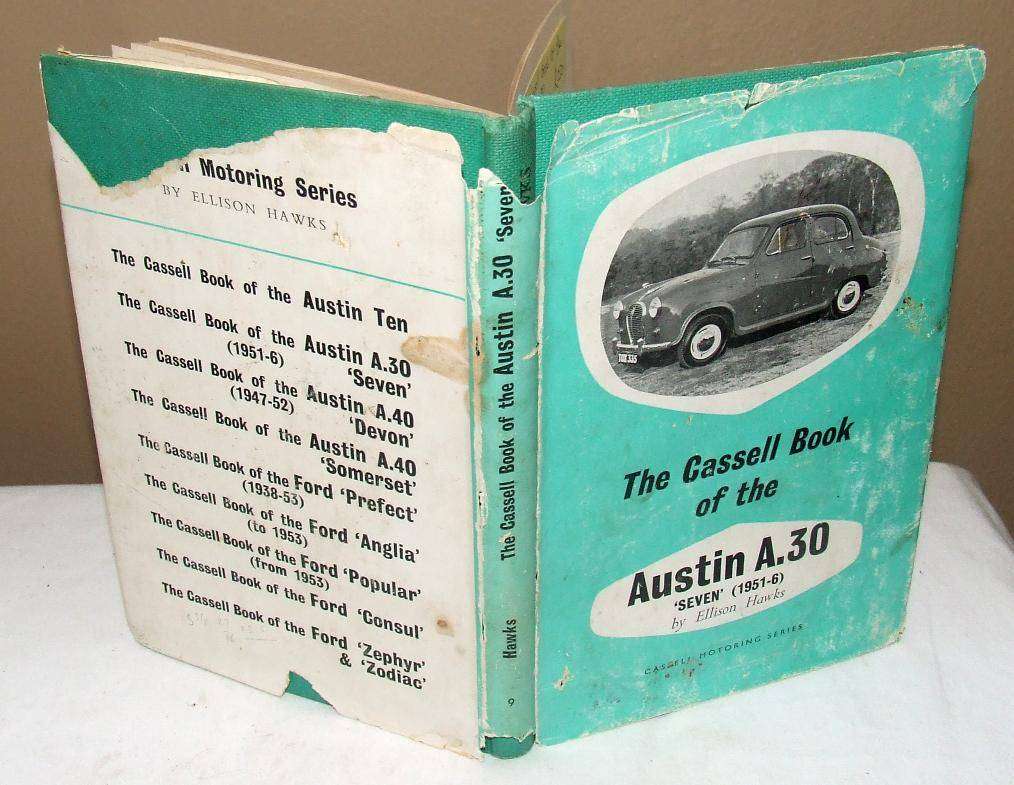 Motoring Series
BY ELLISON HAWKS
The Cassell Book of the Austin Ten
The Cassell Book of the Austin A.30
(1951-6) 'Seven'
The Cassell Book of the Austin A.40
(1947-52) 'Devon'
The Cassell Book of the Austin A.40
'Somerset'
The Cassell Book of the Ford 'Prefect'
(1938-53)
The Cassell Book of the Ford 'Anglia'
(to 1953)
The Cassell Book of the Ford 'Popular'
(from 1953)
The Cassell Book of the Ford 'Consul'
The Cassell Book of the Ford 'Zephyr'
& 'Zodiac'
The Cassell Book of the Austin A.30 'Seven'
Hawks
9
The Cassell Book
of the
Austin A.30
'SEVEN' (1951-6)
by Ellison Hawks
CASSELL MOTORING SERIES